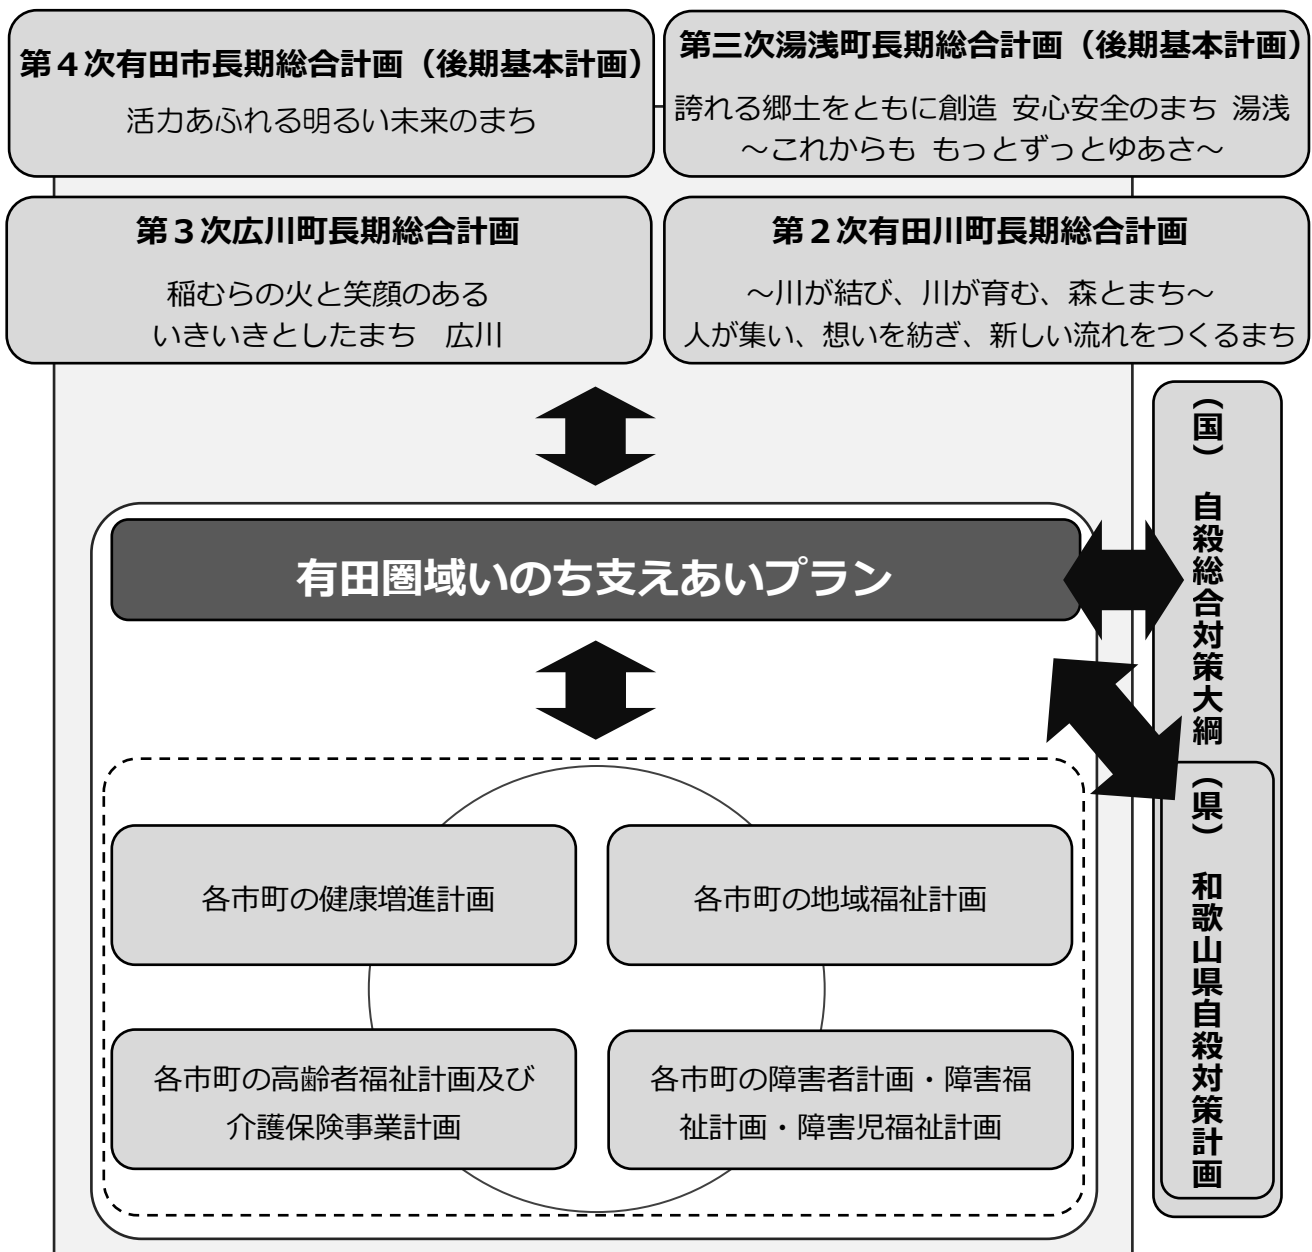 第４次有田市長期総合計画（後期基本計画）
活力あふれる明るい未来のまち
第三次湯浅町長期総合計画（後期基本計画）
誇れる郷土をともに創造 安心安全のまち 湯浅
～これからも もっとずっとゆあさ～
第３次広川町長期総合計画
稲むらの火と笑顔のある
いきいきとしたまち　広川
第２次有田川町長期総合計画
～川が結び、川が育む、森とまち～
人が集い、想いを紡ぎ、新しい流れをつくるまち
（国）　自殺総合対策大綱
有田圏域いのち支えあいプラン
（県）　和歌山県自殺対策計画
各市町の健康増進計画
各市町の地域福祉計画
各市町の高齢者福祉計画及び
介護保険事業計画
各市町の障害者計画・障害福
祉計画・障害児福祉計画